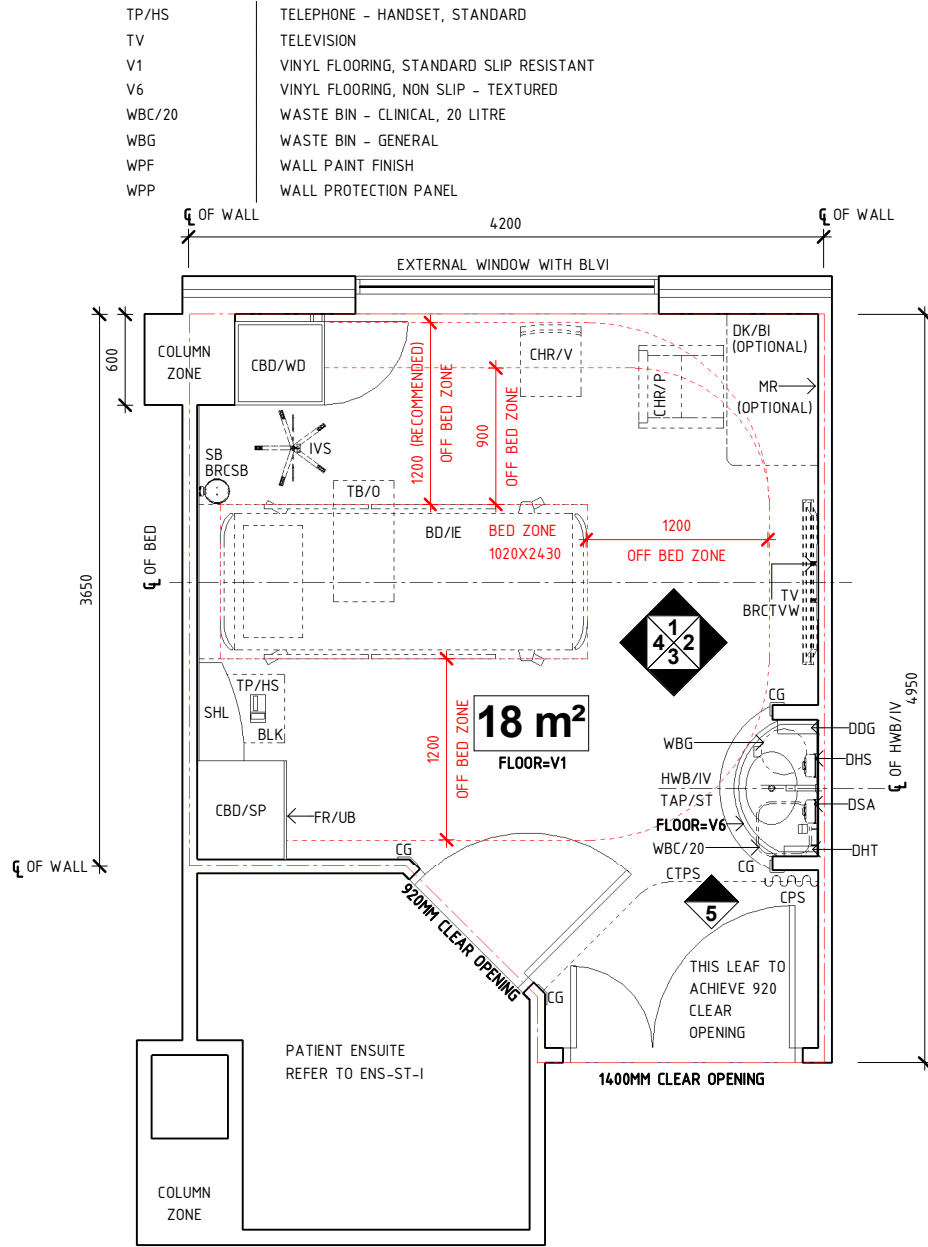 TP/HS TELEPHONE - HANDSET, STANDARD
TV TELEVISION
V1 VINYL FLOORING, STANDARD SLIP RESISTANT
V6 VINYL FLOORING, NON SLIP - TEXTURED
WBC/20 WASTE BIN - CLINICAL, 20 LITRE
WBG WASTE BIN - GENERAL
WPF WALL PAINT FINISH
WPP WALL PROTECTION PANEL
℄ OF WALL
4200
℄ OF WALL
EXTERNAL WINDOW WITH BLVI
600
COLUMN
ZONE
CBD/WD
1200 (RECOMMENDED)
OFF BED ZONE
900
OFF BED ZONE
CHR/V
CHR/P
DK/BI
(OPTIONAL)
MR
(OPTIONAL)
IVS
SB
BRCSB
TB/O
BD/IE
BED ZONE
1020X2430
1200
OFF BED ZONE
℄ OF BED
3650
TV
BRCTVW
1
4 2
3
4950
TP/HS
SHL
BLK
1200
OFF BED ZONE
18 m²
FLOOR=V1
CG
WBG
DDG
DHS
℄ OF HWB/IV
HWB/IV
TAP/ST
DSA
FLOOR=V6
WBC/20
DHT
CBD/SP
FR/UB
CG
CG
℄ OF WALL
CTPS
CPS
5
920MM CLEAR OPENING
CG
THIS LEAF TO
ACHIEVE 920
CLEAR
OPENING
PATIENT ENSUITE
REFER TO ENS-ST-I
1400MM CLEAR OPENING
COLUMN
ZONE